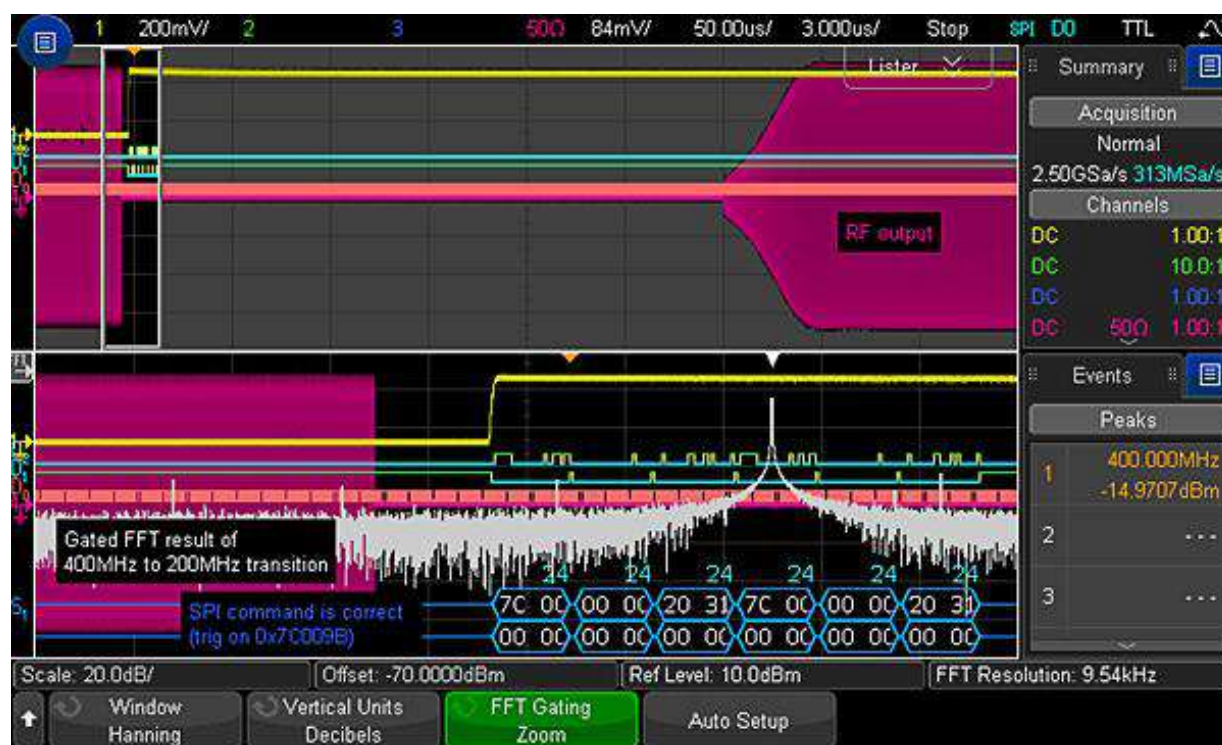 1 200mV/ 2 3 50Ω 84mV/ 50.00us/ 3.000us/ Stop SPI D0 TTL
Lister
Summary
Acquisition
Normal
2.50GSa/s 313MSa/s
Channels
DC 1.00:1
DC 10.0:1
DC 1.00:1
DC 50Ω 1.00:1
RF output
Events
Peaks
1 400.000MHz
-14.9707dBm
2 ---
3 ---
Gated FFT result of
400MHz to 200MHz transition
24 24 24 24 24 24
S1
SPI command is correct
(trig on 0x7C009B)
7C 00 00 00 20 31 7C 00 00 00 20 31
00 00 00 00 00 00 00 00 00 00 00 00
Scale: 20.0dB/ Offset: -70.0000dBm Ref Level: 10.0dBm FFT Resolution: 9.54kHz
Window
Hanning
Vertical Units
Decibels
FFT Gating
Zoom
Auto Setup